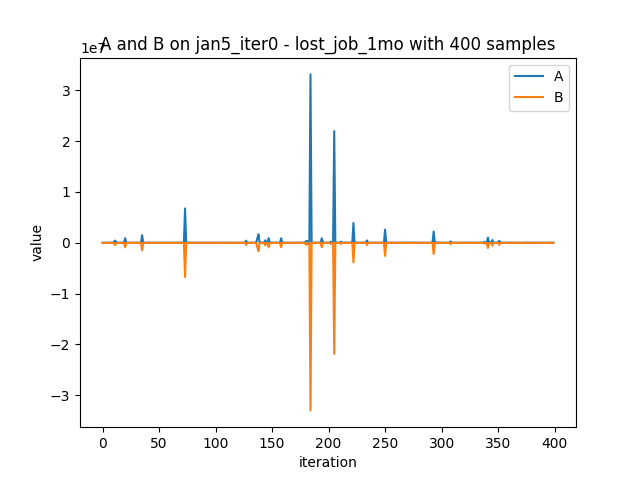 A and B on jan5_iter0 - lost_job_1mo with 400 samples
1e7
A
B
3
2
1
0
−1
−2
−3
value
0
50
100
150
200
250
300
350
400
iteration